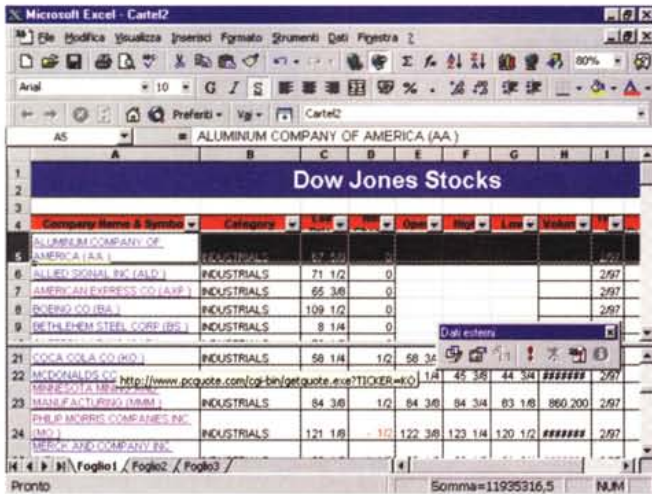 Microsoft Excel - Cartel2
File Modifica Visualizza Inserisci Formato Strumenti Dati Finestra ?
80%
Arial 10 G I S % .
Preferiti Vai Cartel2
A5 = ALUMINUM COMPANY OF AMERICA (AA )
A B C D E F G H I
1
2 Dow Jones Stocks
3
4 Company Name & Symbo Category Open High Low Volum
ALUMINUM COMPANY OF
5 AMERICA (AA ) INDUSTRIALS 67 5/8 0
6 ALLIED SIGNAL INC (ALD ) INDUSTRIALS 71 1/2 0 2/97
7 AMERICAN EXPRESS CO (AXP ) INDUSTRIALS 65 3/8 0 2/97
8 BOEING CO (BA ) INDUSTRIALS 109 1/2 0 2/97
9 BETHLEHEM STEEL CORP (BS ) INDUSTRIALS 8 1/4 0
Dati esterni
21 COCA COLA CO (KO ) INDUSTRIALS 58 1/4 1/2 58 3/4
22 MCDONALDS CO 1/4 45 3/8 44 3/4 ####### 2/97
http://www.pcquote.com/cgi-bin/getquote.exe?TICKER=KO
MINNESOTA MINING AND
23 MANUFACTURING (MMM ) INDUSTRIALS 84 3/8 1/2 84 3/8 84 3/4 83 1/8 860.200 2/97
PHILIP MORRIS COMPANIES INC
24 (MO ) INDUSTRIALS 121 1/8 - 1/2 122 3/8 123 1/4 120 1/2 ####### 2/97
MERCK AND COMPANY INC
Foglio1 Foglio2 Foglio3
Pronto Somma=11935316,5 NUM